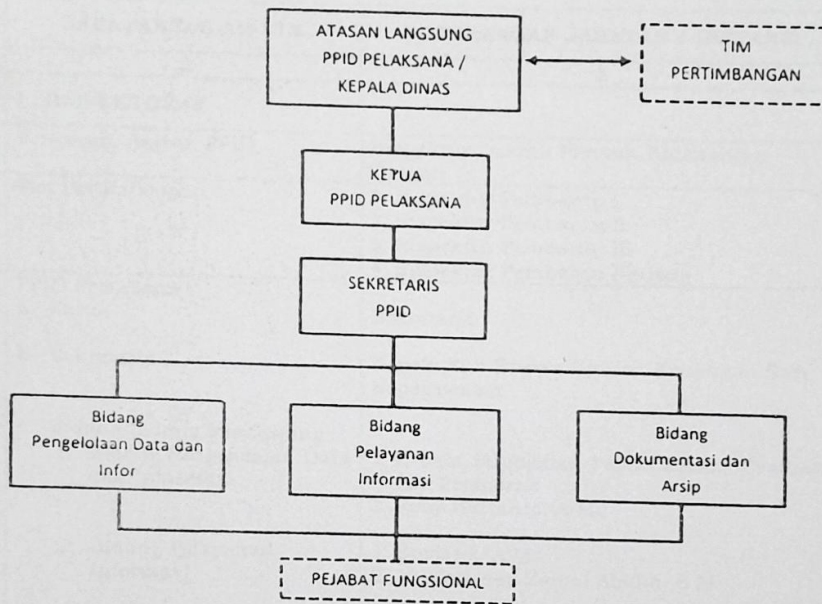 ATASAN LANGSUNG
PPID PELAKSANA /
KEPALA DINAS
TIM
PERTIMBANGAN
KETUA
PPID PELAKSANA
SEKRETARIS
PPID
Bidang
Pengelolaan Data dan
Infor
Bidang
Pelayanan
Informasi
Bidang
Dokumentasi dan
Arsip
PEJABAT FUNGSIONAL